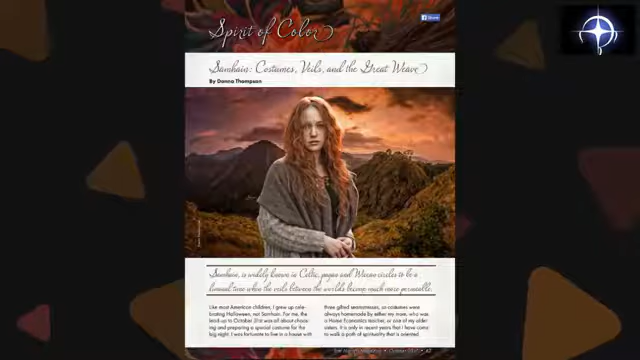 Spirit of Color
Share
Samhain: Costumes, Veils, and the Great Weave
By Donna Thompson
Samhain, is widely known in Celtic, pagan and Wiccan circles to be a
liminal time when the veils between the worlds become much more permeable.
Like most American children, I grew up cele-
brating Halloween, not Samhain. For me, the
lead-up to October 31st was all about choos-
ing and preparing a special costume for the
big night. I was fortunate to live in a house with
three gifted seamstresses, so costumes were
always homemade by either my mom, who was
a Home Economics teacher, or one of my older
sisters. It is only in recent years that I have come
to walk a path of spirituality that is oriented